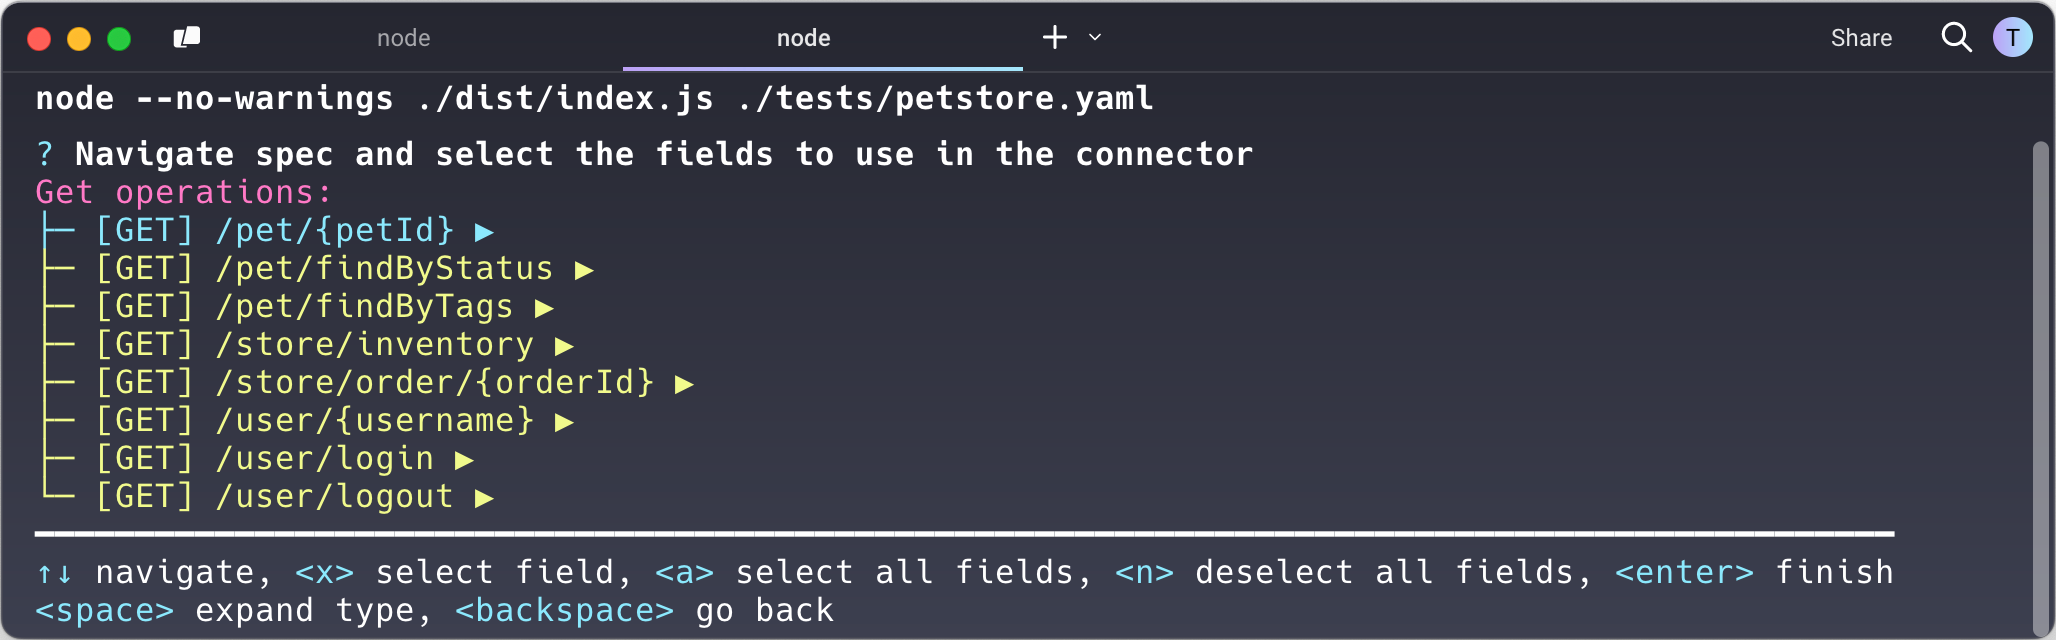 node
node
Share
T
node --no-warnings ./dist/index.js ./tests/petstore.yaml
? Navigate spec and select the fields to use in the connector
Get operations:
├─ [GET] /pet/{petId} ▶
├─ [GET] /pet/findByStatus ▶
├─ [GET] /pet/findByTags ▶
├─ [GET] /store/inventory ▶
├─ [GET] /store/order/{orderId} ▶
├─ [GET] /user/{username} ▶
├─ [GET] /user/login ▶
└─ [GET] /user/logout ▶
↑↓ navigate, <x> select field, <a> select all fields, <n> deselect all fields, <enter> finish
<space> expand type, <backspace> go back